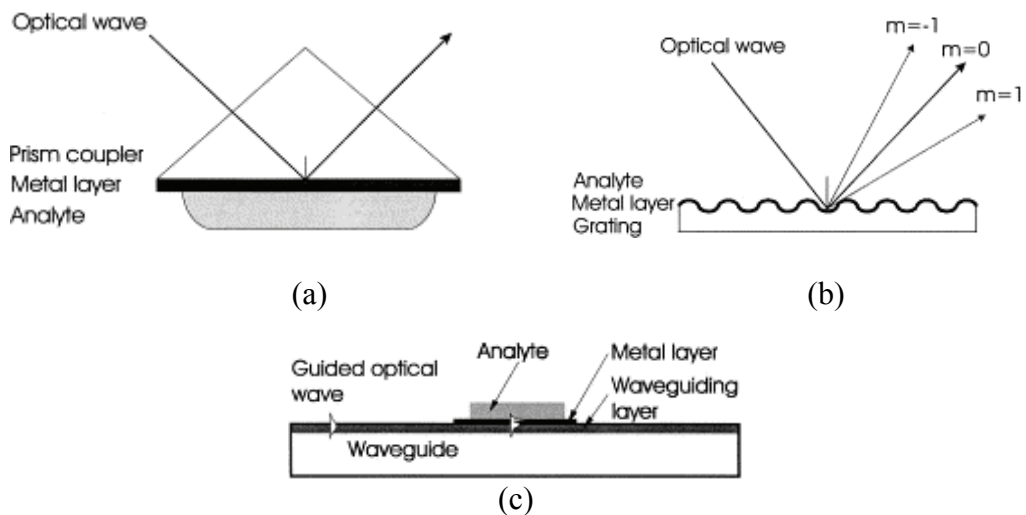 Optical wave
Prism coupler
Metal layer
Analyte
(a)
Optical wave
m=-1
m=0
m=1
Analyte
Metal layer
Grating
(b)
Guided optical
wave
Analyte
Metal layer
Waveguiding
layer
Waveguide
(c)